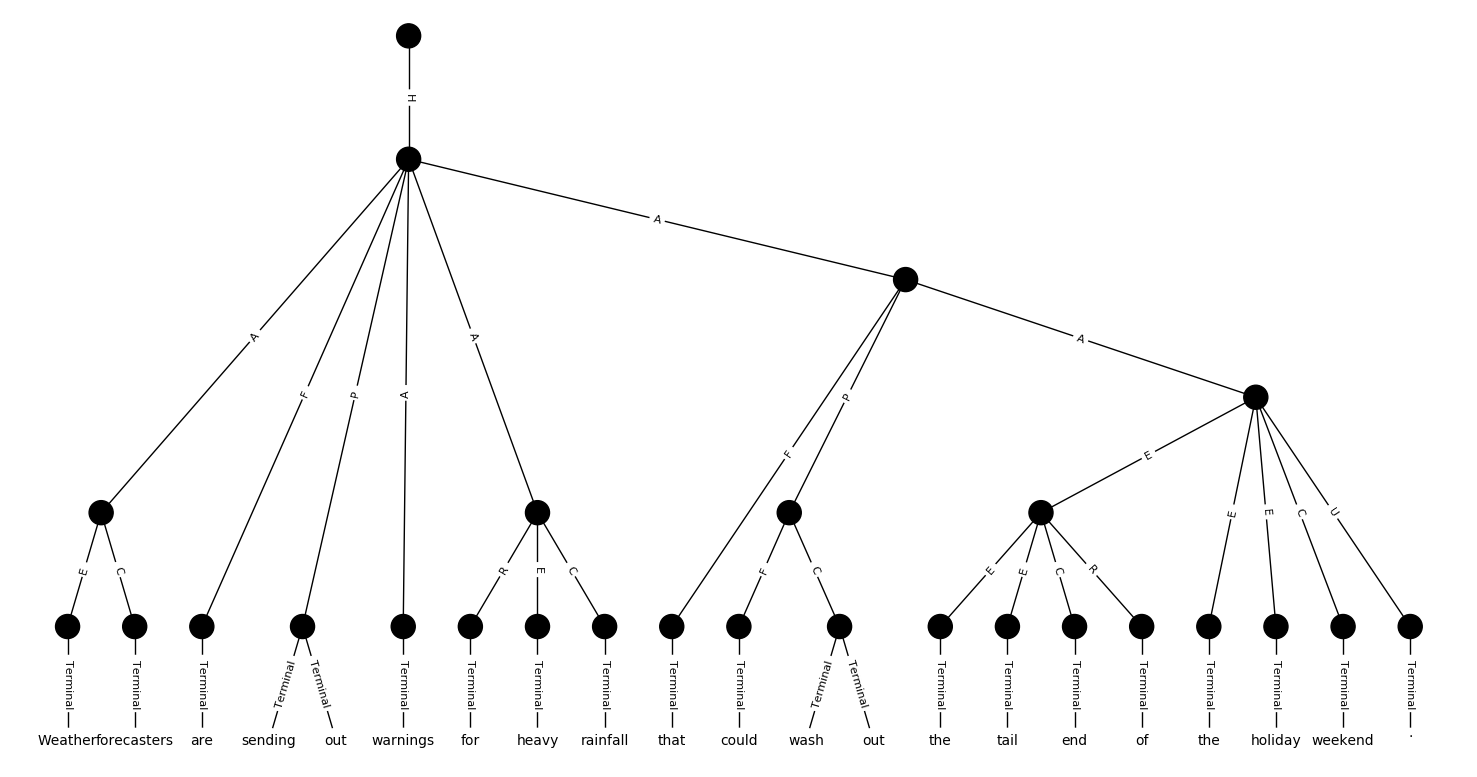 H
A
A
A
A
F
P
A
P
F
E
E
C
R
E
C
F
C
E
E
C
R
E
E
C
U
Terminal Terminal Terminal Terminal Terminal Terminal Terminal Terminal Terminal Terminal Terminal Terminal Terminal Terminal Terminal Terminal Terminal Terminal Terminal Terminal Terminal
Weather forecasters are sending out warnings for heavy rainfall that could wash out the tail end of the holiday weekend .